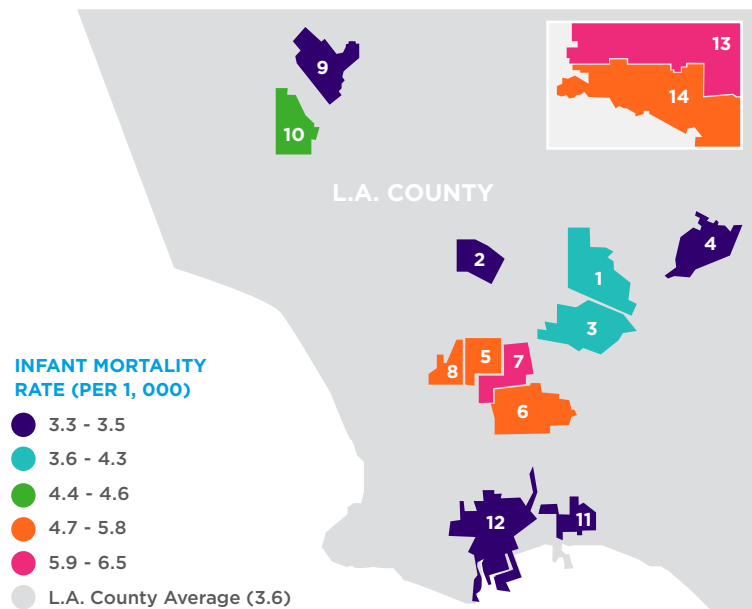 9
10
13
14
L.A. COUNTY
2
1
4
3
5
7
8
6
12
11
INFANT MORTALITY
RATE (PER 1, 000)
3.3 - 3.5
3.6 - 4.3
4.4 - 4.6
4.7 - 5.8
5.9 - 6.5
L.A. County Average (3.6)